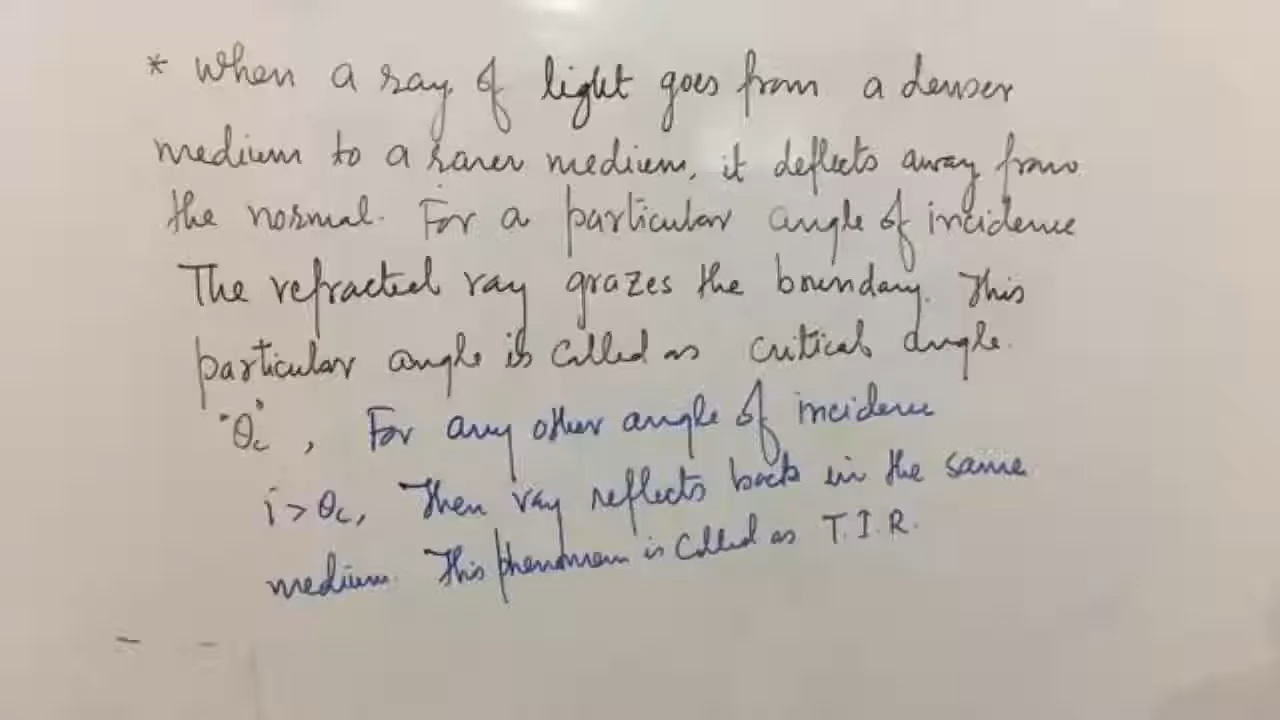 * When a ray of light goes from a denser
medium to a rarer medium, it deflects away from
the normal. For a particular angle of incidence
The refracted ray grazes the boundary. This
particular angle is called as critical angle.
"θc", For any other angle of incidence
i > θc, Then ray reflects back in the same
medium. This phenomenn is called as T.I.R.